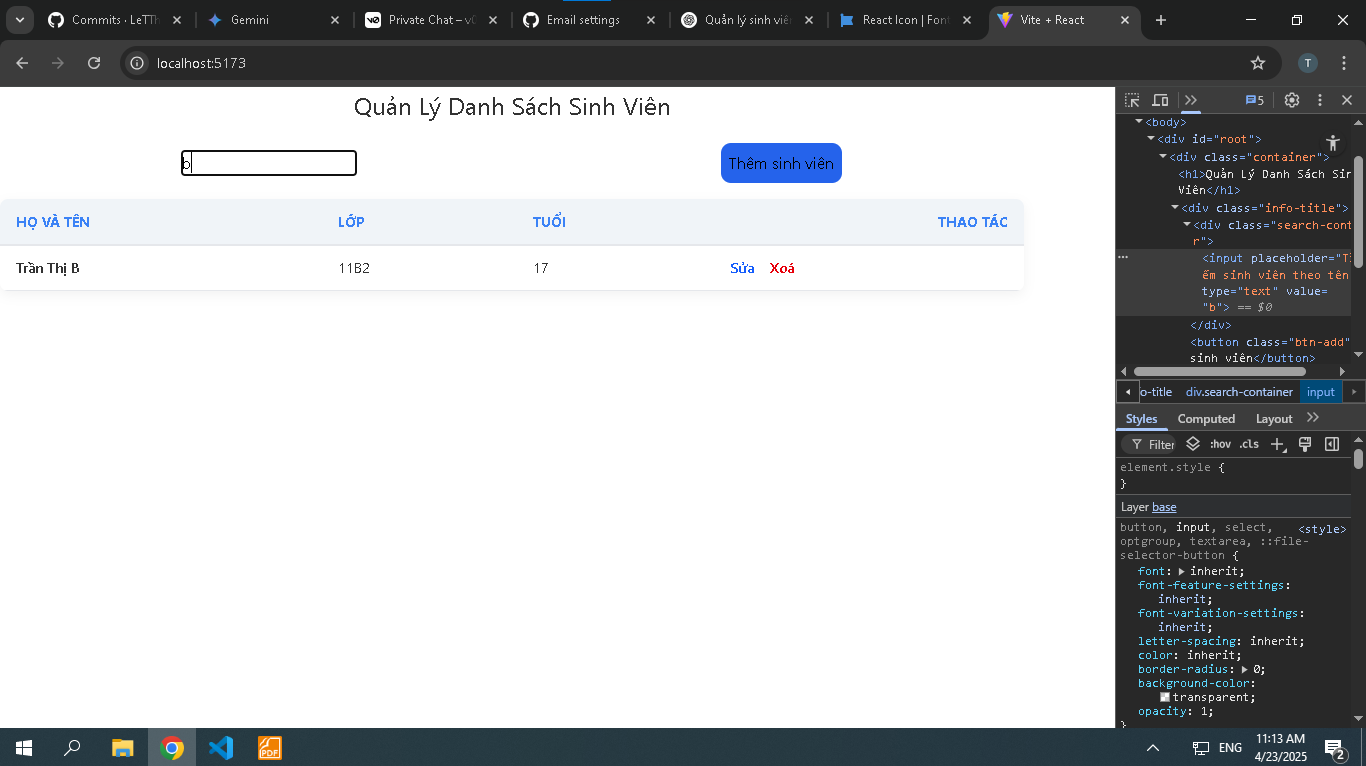 Commits · LeTTh
Gemini
Private Chat – v0
Email settings
Quản lý sinh viên
React Icon | Font
Vite + React
localhost:5173
T
Quản Lý Danh Sách Sinh Viên
b
Thêm sinh viên
HỌ VÀ TÊN LỚP TUỔI THAO TÁC
Trần Thị B 11B2 17 Sửa Xoá
5
<body>
<div id="root">
<div class="container">
<h1>Quản Lý Danh Sách Sin
Viên</h1>
<div class="info-title">
<div class="search-cont
r">
<input placeholder="Tì
ếm sinh viên theo tên
type="text" value=
"b"> == $0
</div>
<button class="btn-add"
sinh viên</button>
o-title div.search-container input
Styles Computed Layout
Filter :hov .cls
element.style {
}
Layer base
button, input, select, <style>
optgroup, textarea, ::file-
selector-button {
font: inherit;
font-feature-settings:
inherit;
font-variation-settings:
inherit;
letter-spacing: inherit;
color: inherit;
border-radius: 0;
background-color:
transparent;
opacity: 1;
}
PDF
ENG
11:13 AM
4/23/2025
2